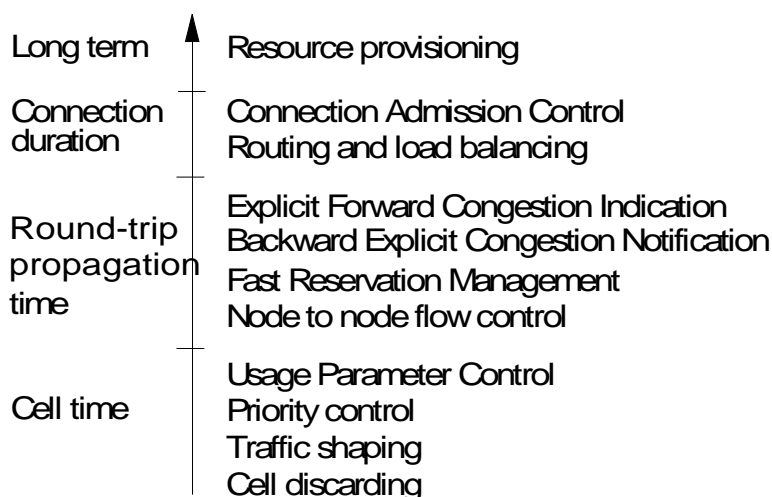 Long term
Resource provisioning
Connection
duration
Connection Admission Control
Routing and load balancing
Round-trip
propagation
time
Explicit Forward Congestion Indication
Backward Explicit Congestion Notification
Fast Reservation Management
Node to node flow control
Cell time
Usage Parameter Control
Priority control
Traffic shaping
Cell discarding